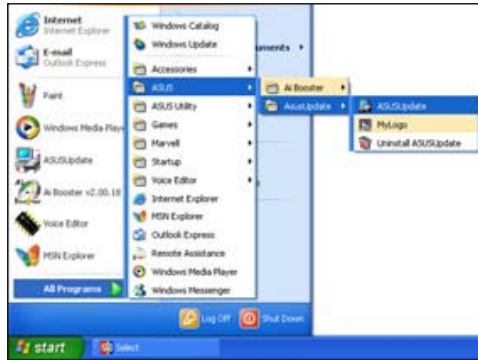 Internet
Internet Explorer
E-mail
Outlook Express
Paint
Windows Media Play
ASUSUpdate
Ai Booster v2.00.18
Voice Editor
MSN Explorer
All Programs
Windows Catalog
Windows Update
Accessories
ASUS
ASUS Utility
Games
Marvell
Startup
Voice Editor
Internet Explorer
MSN Explorer
Outlook Express
Remote Assistance
Windows Media Player
Windows Messenger
uments
Ai Booster
AsusUpdate
ASUSUpdate
MyLogo
Uninstall ASUSUpdate
Log Off
Shut Down
start
Select